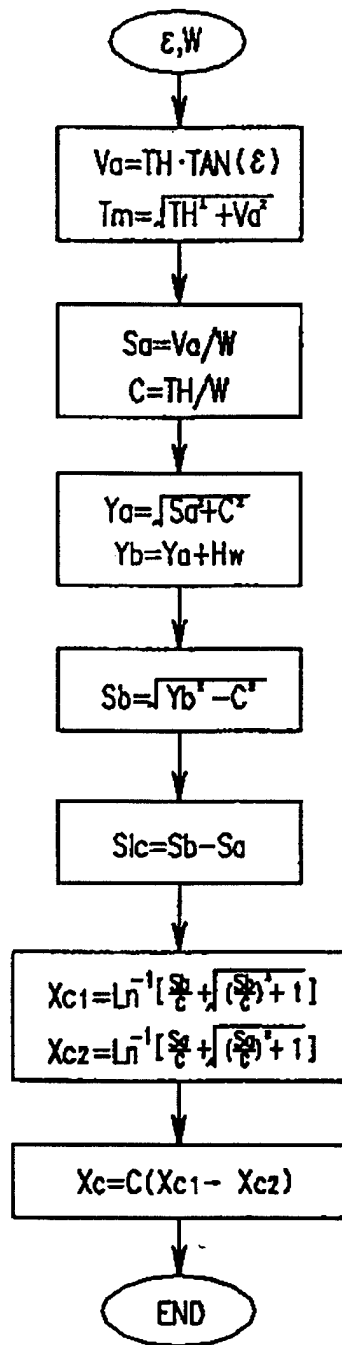 ε,W
Va=TH·TAN(ε)
Tm=√TH²+Va²
Sa=Va/W
C=TH/W
Ya=√Sa²+C²
Yb=Ya+Hw
Sb=√Yb²-C²
Slc=Sb-Sa
Xc1=Ln⁻¹[Sb/C+√(Sb/C)²+1]
Xc2=Ln⁻¹[Sa/C+√(Sa/C)²+1]
Xc=C(Xc1-Xc2)
END